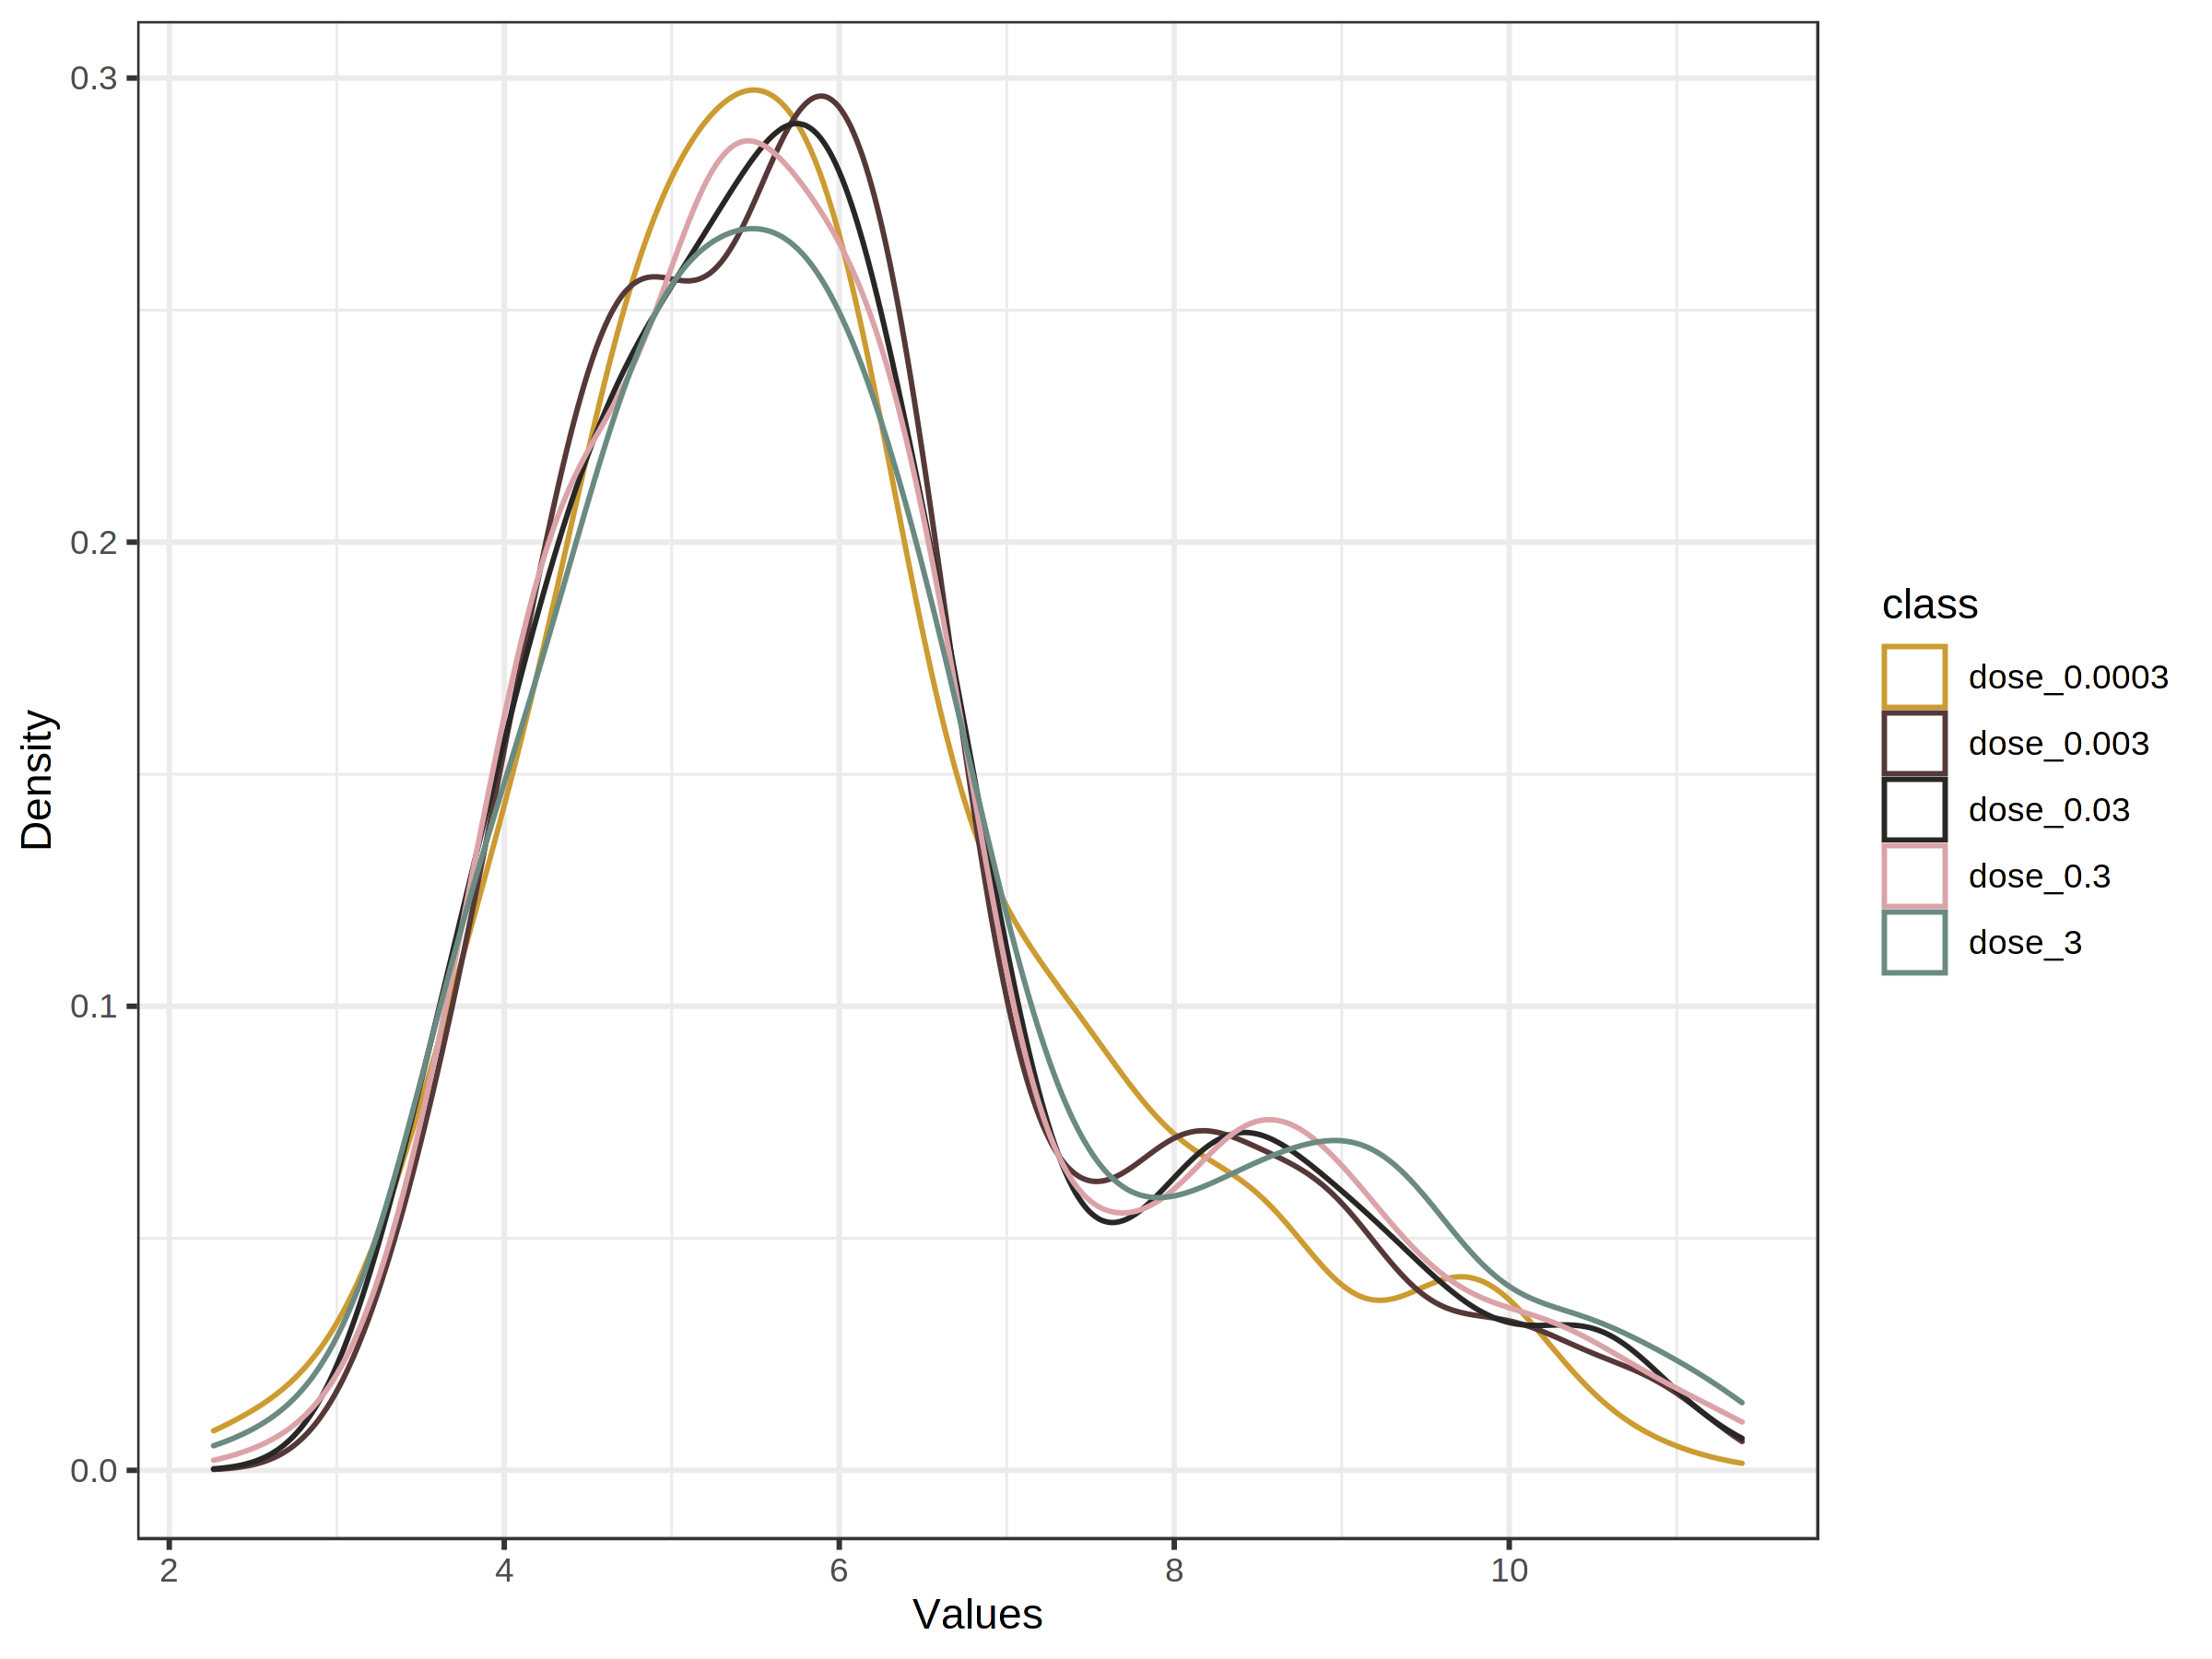 0.3
0.2
0.1
0.0
Density
2 4 6 8 10
Values
class
dose_0.0003
dose_0.003
dose_0.03
dose_0.3
dose_3